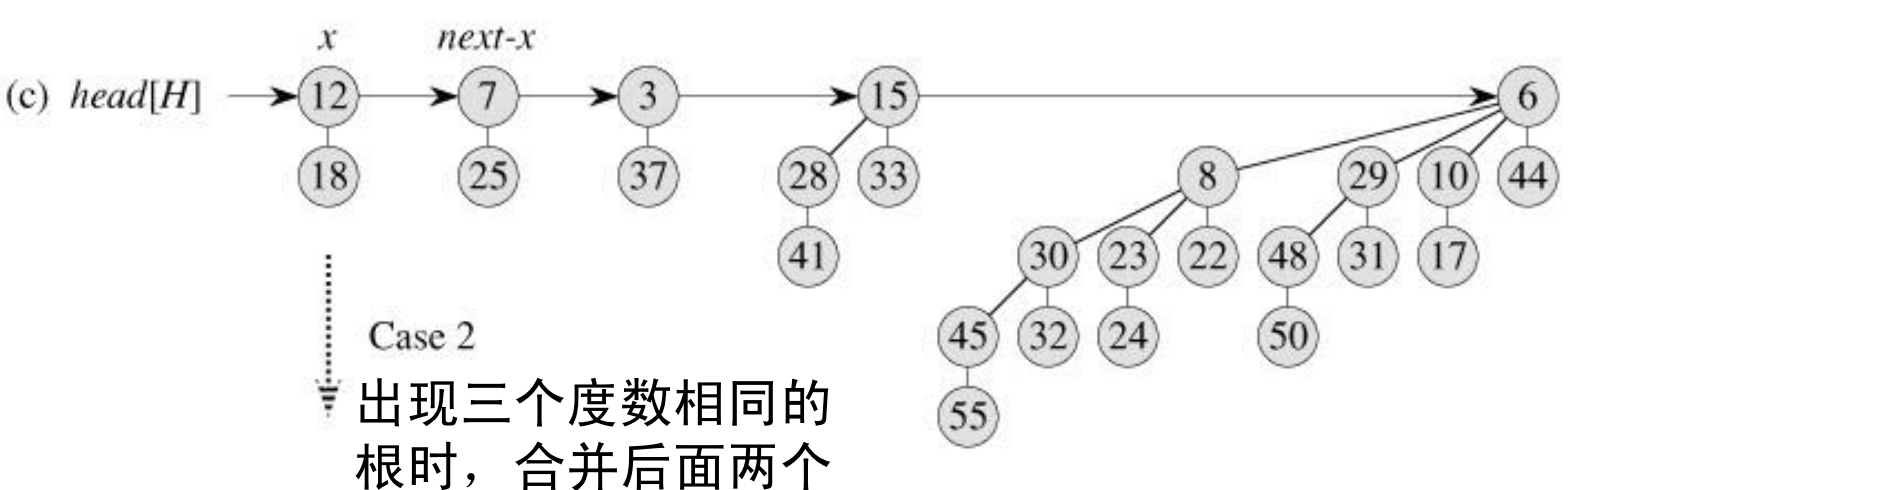 x next-x
(c) head[H] 12 7 3 15 6
18 25 37 28 33 8 29 10 44
41 30 23 22 48 31 17
Case 2 45 32 24 50
出现三个度数相同的 55
根时，合并后面两个